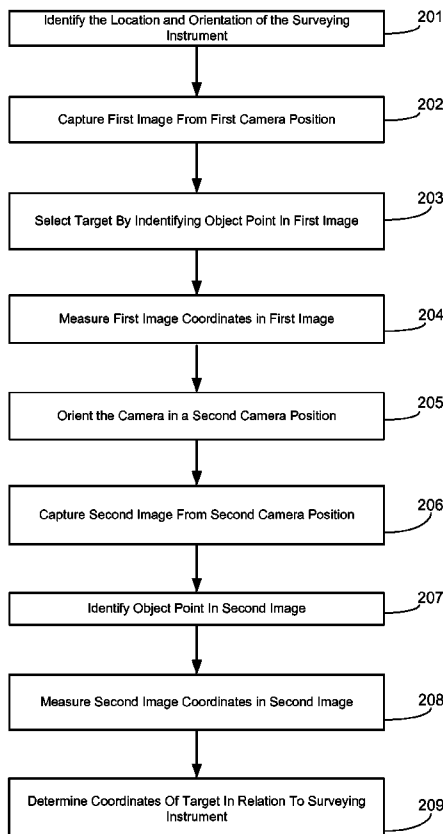 Identify the Location and Orientation of the Surveying
Instrument
201
Capture First Image From First Camera Position
202
Select Target By Indentifying Object Point In First Image
203
Measure First Image Coordinates in First Image
204
Orient the Camera in a Second Camera Position
205
Capture Second Image From Second Camera Position
206
Identify Object Point In Second Image
207
Measure Second Image Coordinates in Second Image
208
Determine Coordinates Of Target In Relation To Surveying
Instrument
209